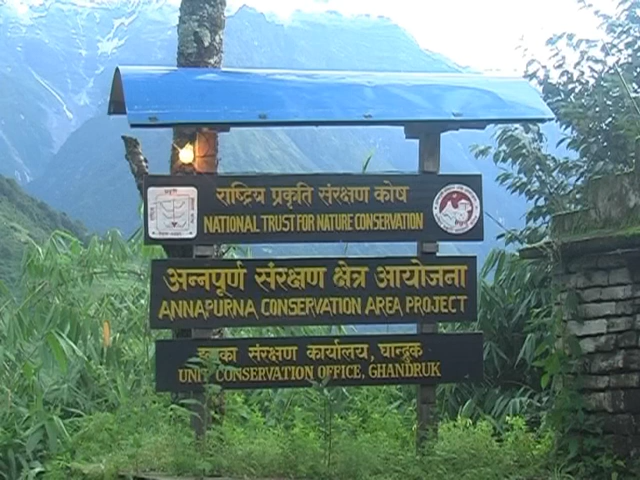 राष्ट्रिय प्रकृति संरक्षण कोष
NATIONAL TRUST FOR NATURE CONSERVATION
अन्नपूर्ण संरक्षण क्षेत्र आयोजना
ANNAPURNA CONSERVATION AREA PROJECT
संरक्षण कार्यालय, घान्द्रुक
UNIT CONSERVATION OFFICE, GHANDRUK